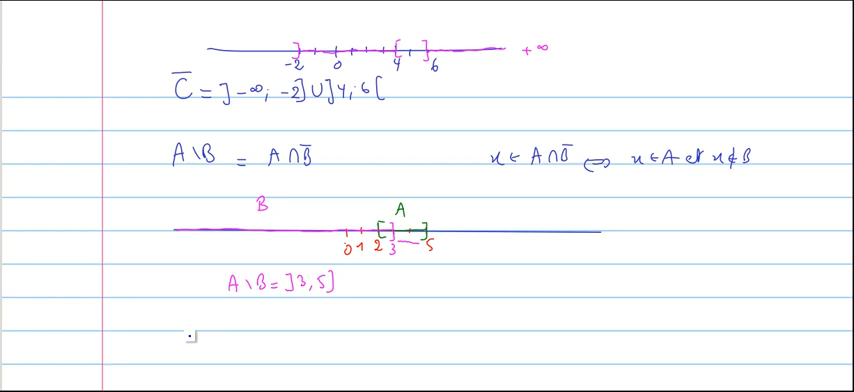 ] [ ] +∞
-2 0 4 6
C̅ = ]-∞; -2] ∪ ]4; 6[
A\B = A∩B̅ x ∈ A∩B̅ ⟺ x ∈ A et x ∉ B
B A
[ ] ]
0 1 2 3 5
A\B = ]3, 5]